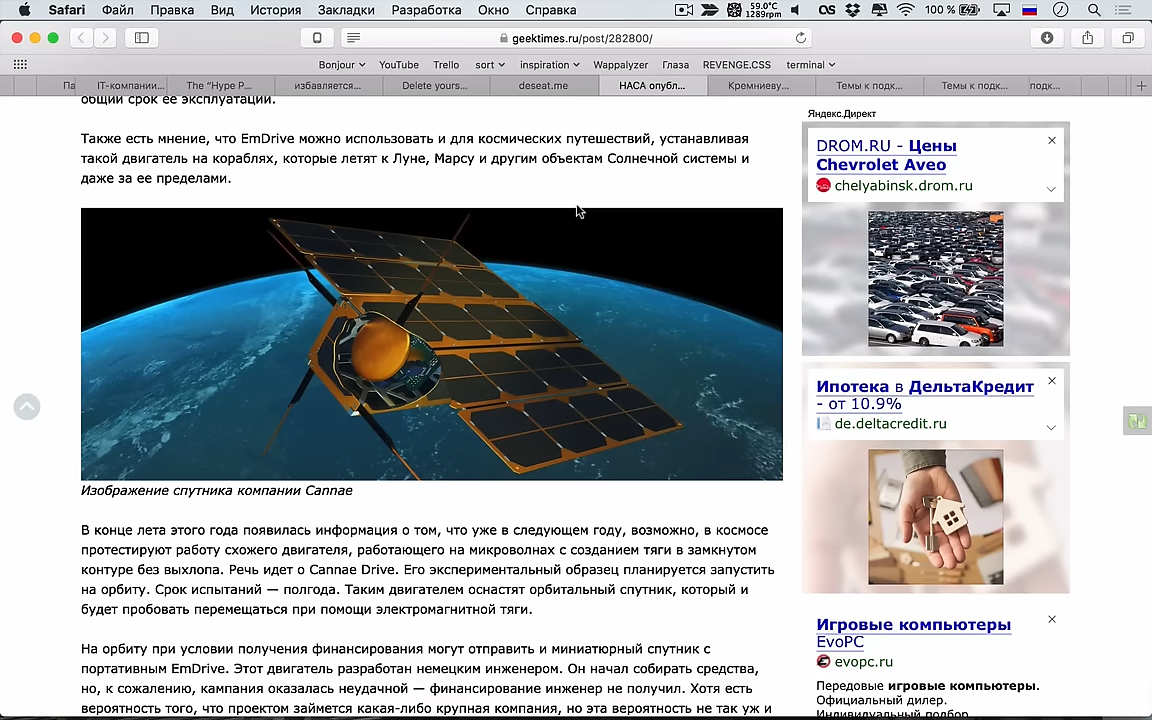 Safari Файл Правка Вид История Закладки Разработка Окно Справка 59.0°C 1289rpm 100 %
geektimes.ru/post/282800/
Bonjour YouTube Trello sort inspiration Wappalyzer Глаза REVENGE.CSS terminal
Па IT-компании... The “Hype P... избавляется... Delete yours... deseat.me НАСА опубл... Кремниеву... Темы к подк... Темы к подк... подк...
общий срок ее эксплуатации.
Также есть мнение, что EmDrive можно использовать и для космических путешествий, устанавливая
такой двигатель на кораблях, которые летят к Луне, Марсу и другим объектам Солнечной системы и
даже за ее пределами.
Изображение спутника компании Cannae
В конце лета этого года появилась информация о том, что уже в следующем году, возможно, в космосе
протестируют работу схожего двигателя, работающего на микроволнах с созданием тяги в замкнутом
контуре без выхлопа. Речь идет о Cannae Drive. Его экспериментальный образец планируется запустить
на орбиту. Срок испытаний — полгода. Таким двигателем оснастят орбитальный спутник, который и
будет пробовать перемещаться при помощи электромагнитной тяги.
На орбиту при условии получения финансирования могут отправить и миниатюрный спутник с
портативным EmDrive. Этот двигатель разработан немецким инженером. Он начал собирать средства,
но, к сожалению, кампания оказалась неудачной — финансирование инженер не получил. Хотя есть
вероятность того, что проектом займется какая-либо крупная компания, но эта вероятность не так уж и
Яндекс.Директ
DROM.RU - Цены
Chevrolet Aveo
chelyabinsk.drom.ru
Ипотека в ДельтаКредит
- от 10.9%
de.deltacredit.ru
Игровые компьютеры
EvoPC
evopc.ru
Передовые игровые компьютеры.
Официальный дилер.
Индивидуальный подбор